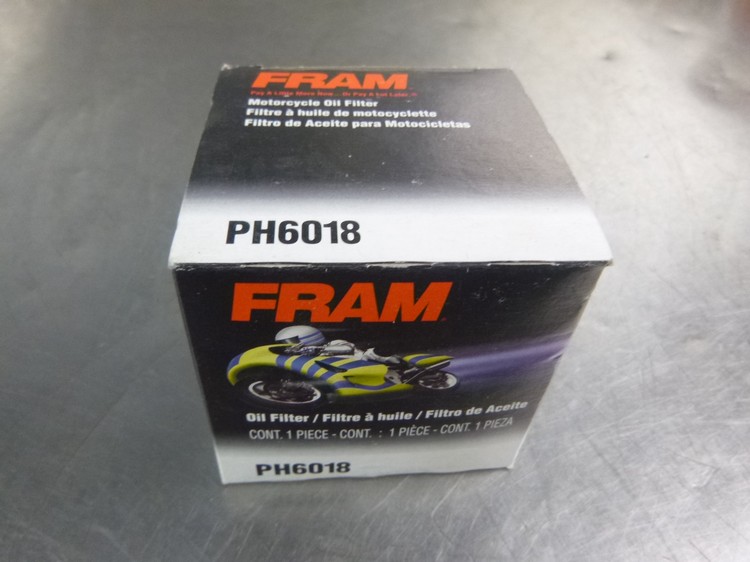 FRAM
Pay A Little More Now... Or Pay A Lot Later.
Motorcycle Oil Filter
Filtre à huile de motocyclette
Filtro de Aceite para Motocicletas
PH6018
FRAM
Oil Filter / Filtre à huile / Filtro de Aceite
CONT. 1 PIECE - CONT. : 1 PIÈCE - CONT. 1 PIEZA
PH6018